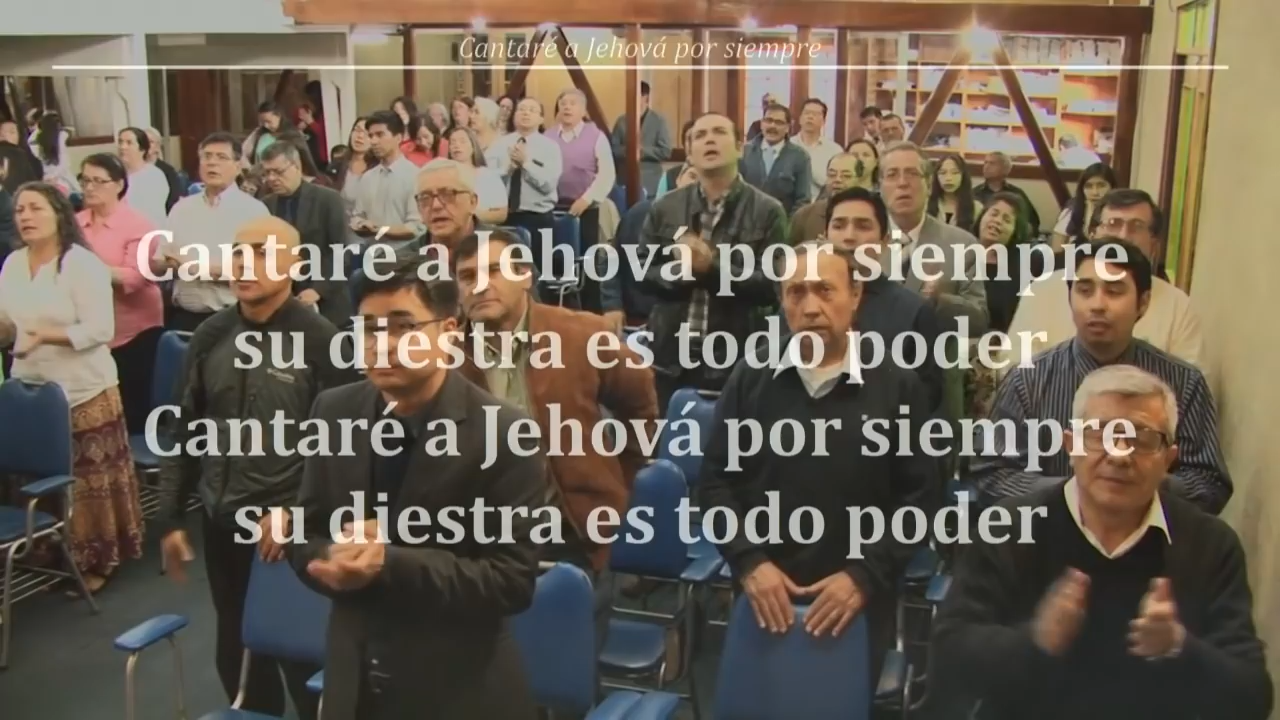 Cantaré a Jehová por siempre
Cantaré a Jehová por siempre
su diestra es todo poder
Cantaré a Jehová por siempre
su diestra es todo poder